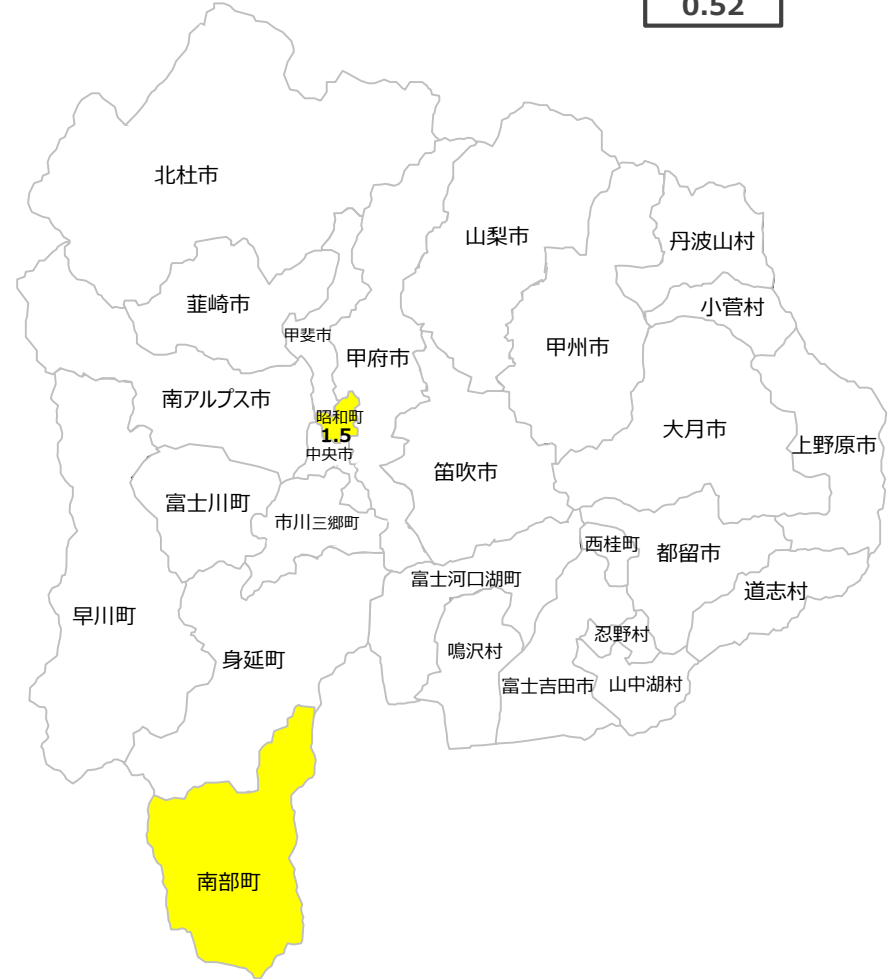 0.52
北杜市
山梨市
丹波山村
韮崎市
小菅村
甲斐市
甲府市
甲州市
南アルプス市
昭和町
1.5
中央市
大月市
上野原市
笛吹市
富士川町
市川三郷町
西桂町
都留市
富士河口湖町
道志村
早川町
忍野村
鳴沢村
身延町
富士吉田市
山中湖村
南部町